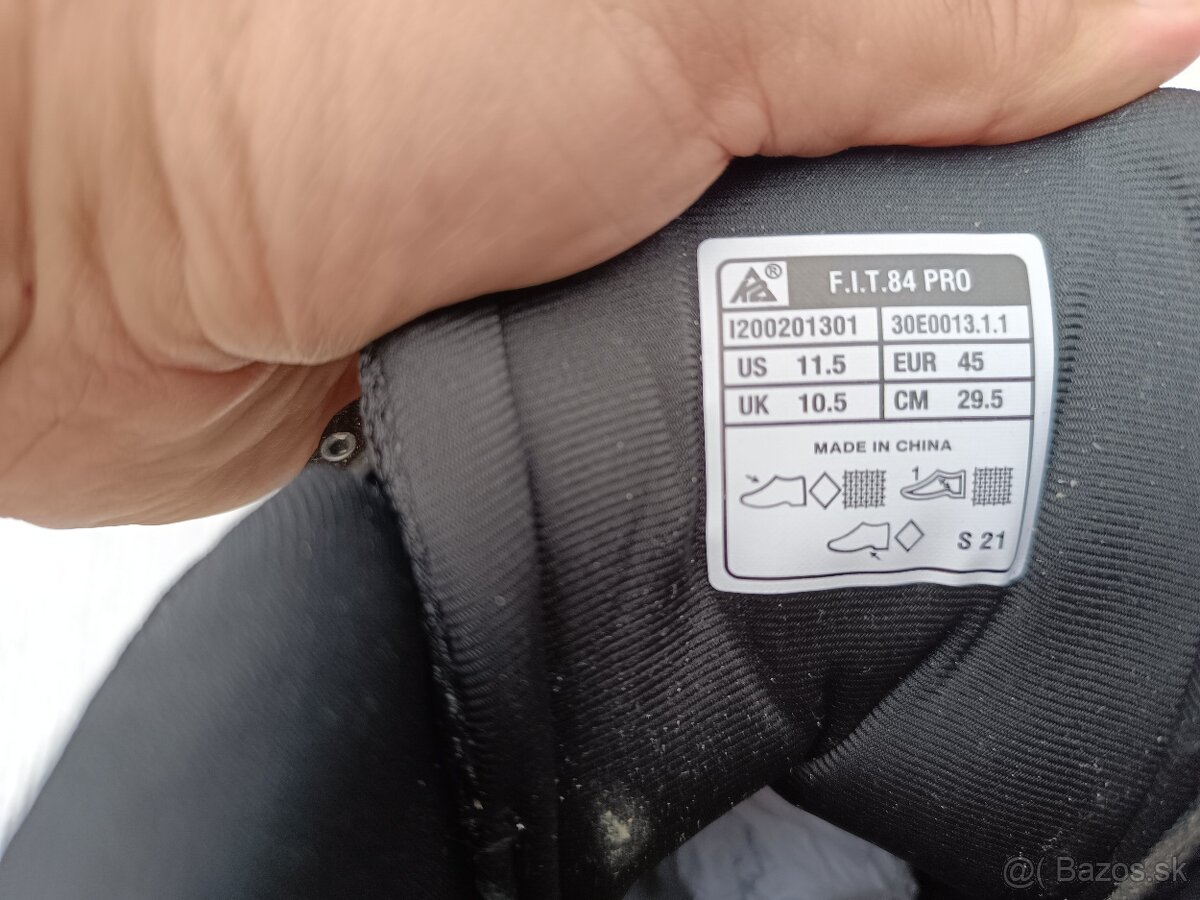 K2® F.I.T.84 PRO
I200201301 30E0013.1.1
US 11.5 EUR 45
UK 10.5 CM 29.5
MADE IN CHINA
1
S 21
@( Bazos.sk